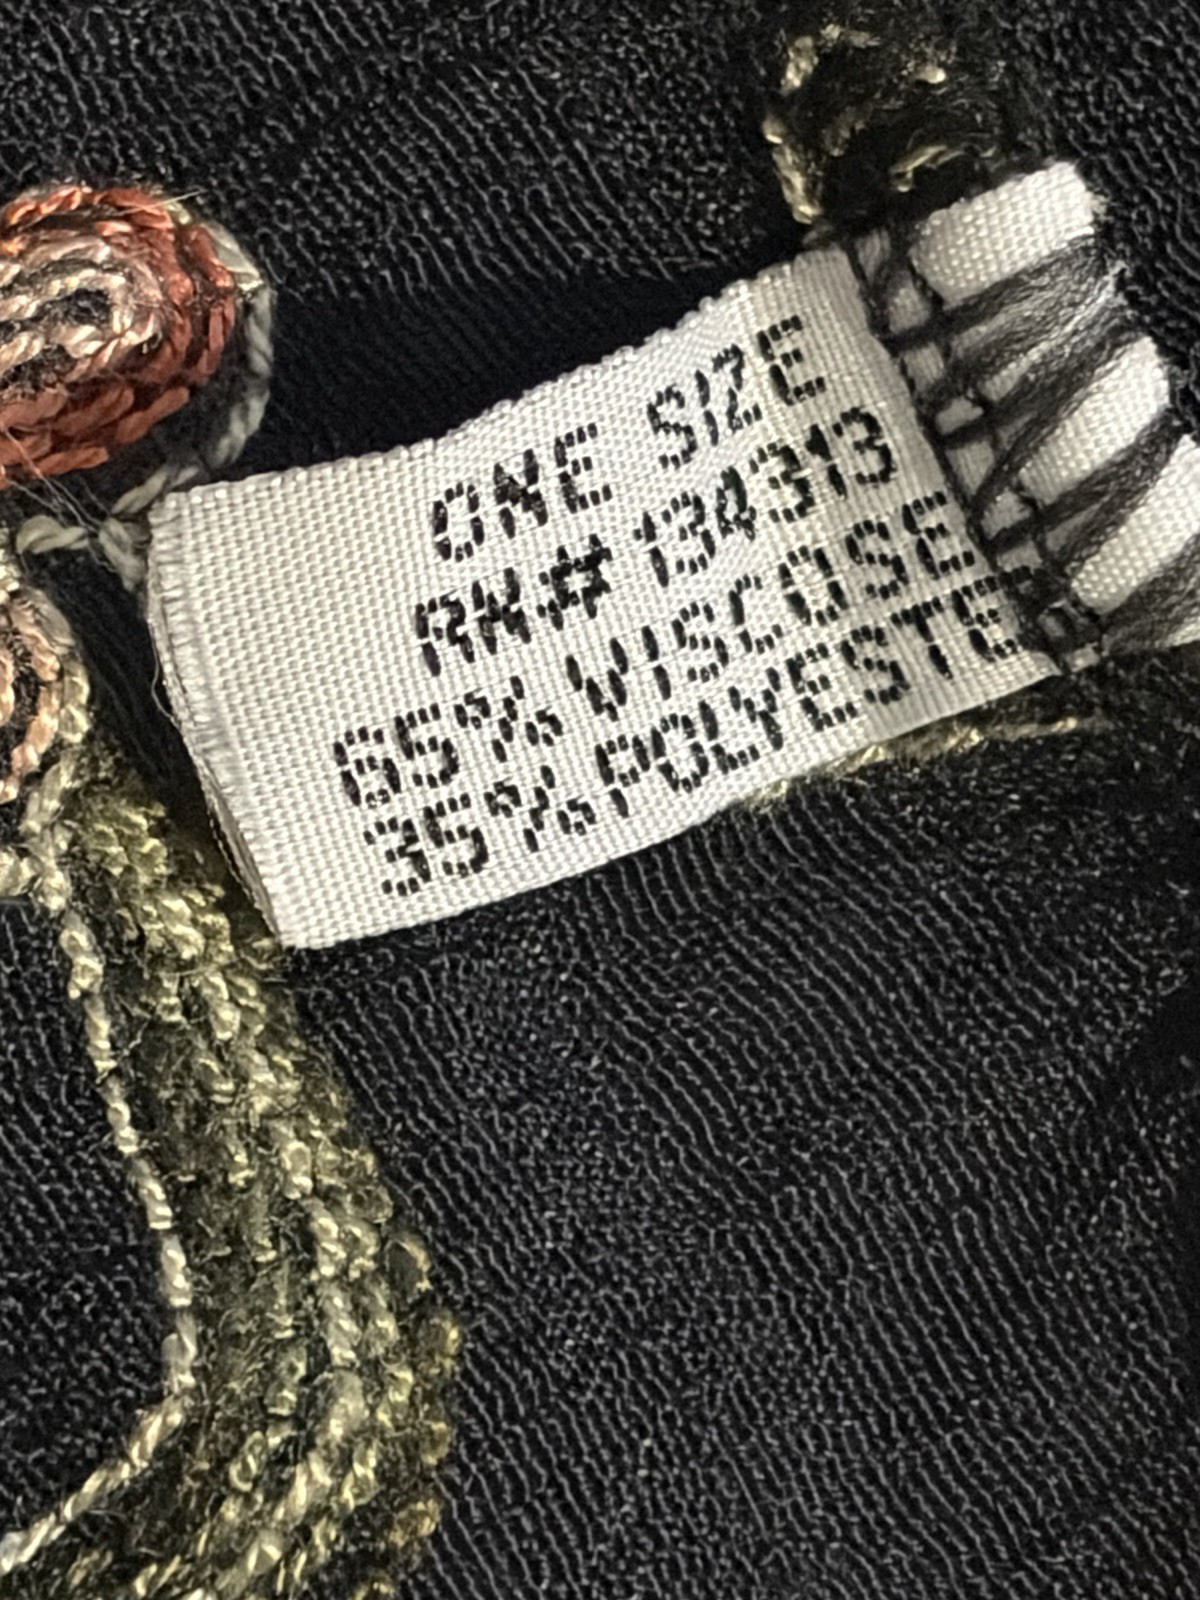 ONE SIZE
RN# 134313
65% VISCOSE
35% POLYESTE